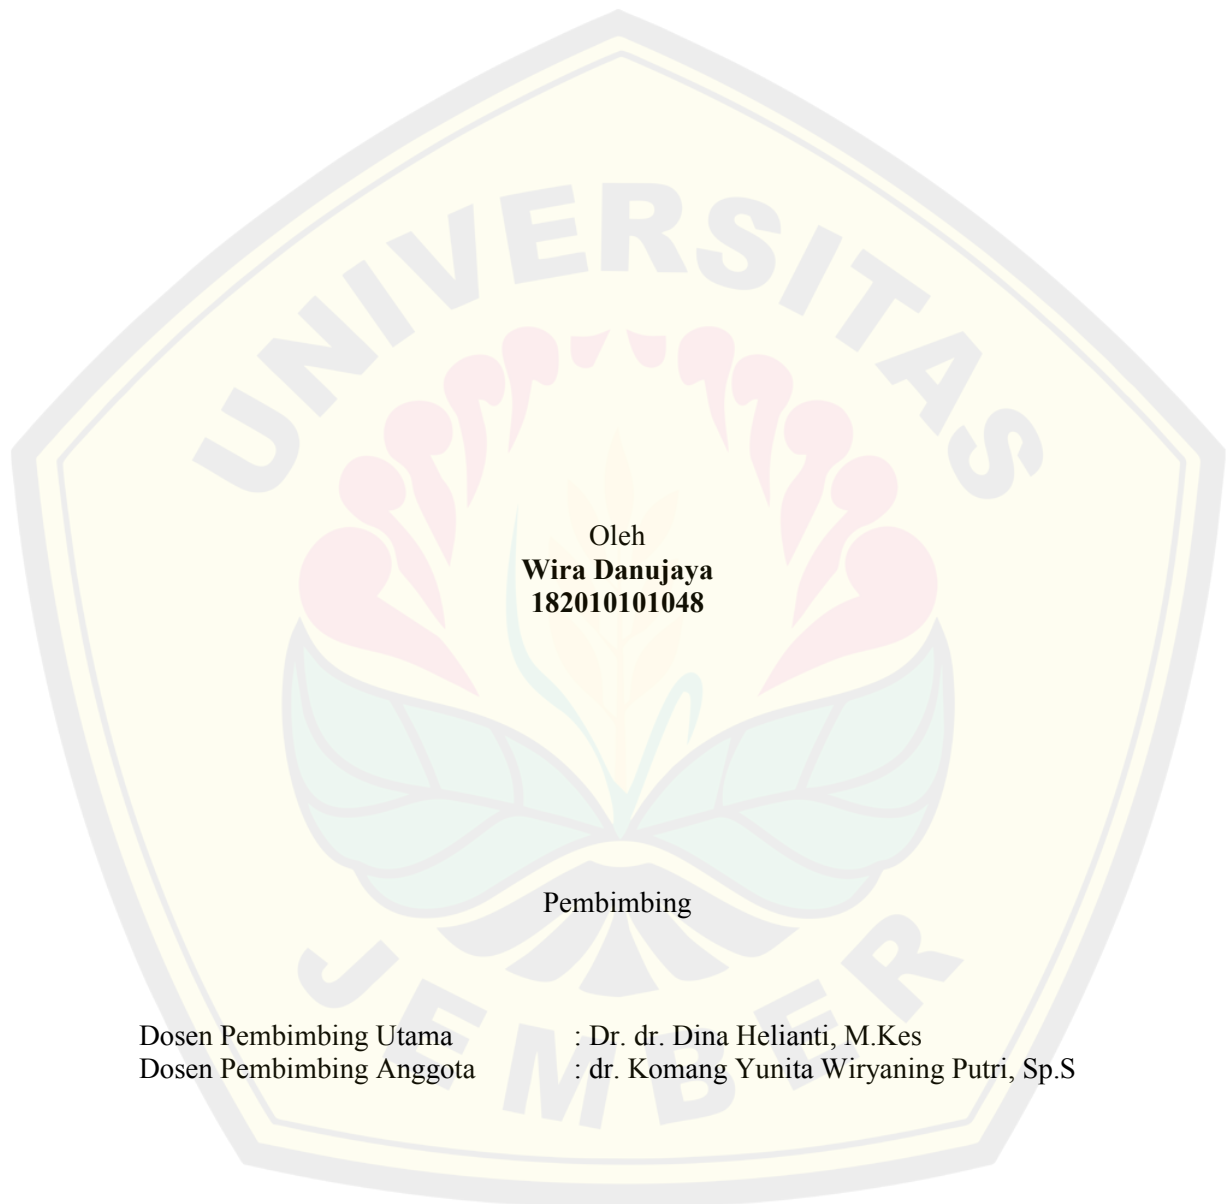 UNIVERSITAS
Oleh
Wira Danujaya
182010101048
Pembimbing
JEMBER
Dosen Pembimbing Utama : Dr. dr. Dina Helianti, M.Kes
Dosen Pembimbing Anggota : dr. Komang Yunita Wiryaning Putri, Sp.S